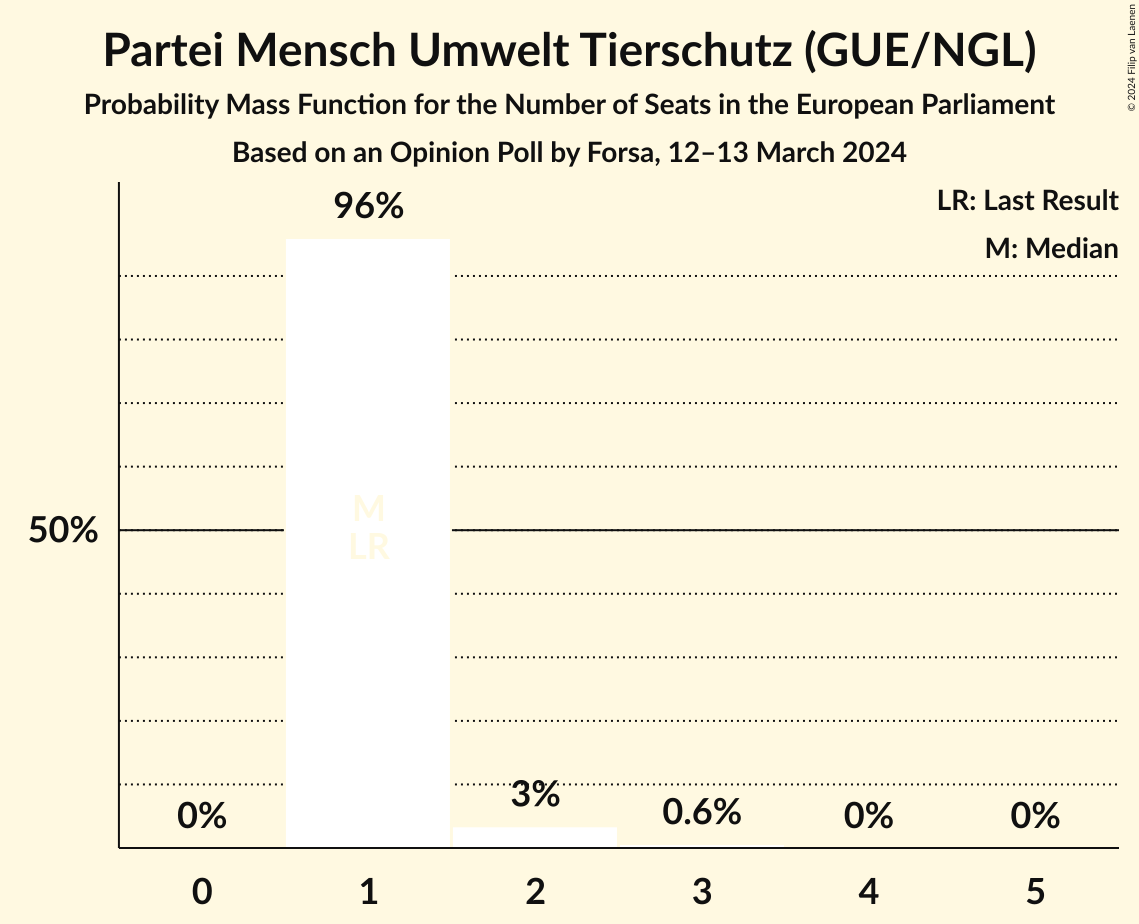 Partei Mensch Umwelt Tierschutz (GUE/NGL)
Probability Mass Function for the Number of Seats in the European Parliament
Based on an Opinion Poll by Forsa, 12–13 March 2024
© 2024 Filip van Laenen
LR: Last Result
M: Median
96%
M
LR
50%
0%
3%
0.6%
0%
0%
0
1
2
3
4
5